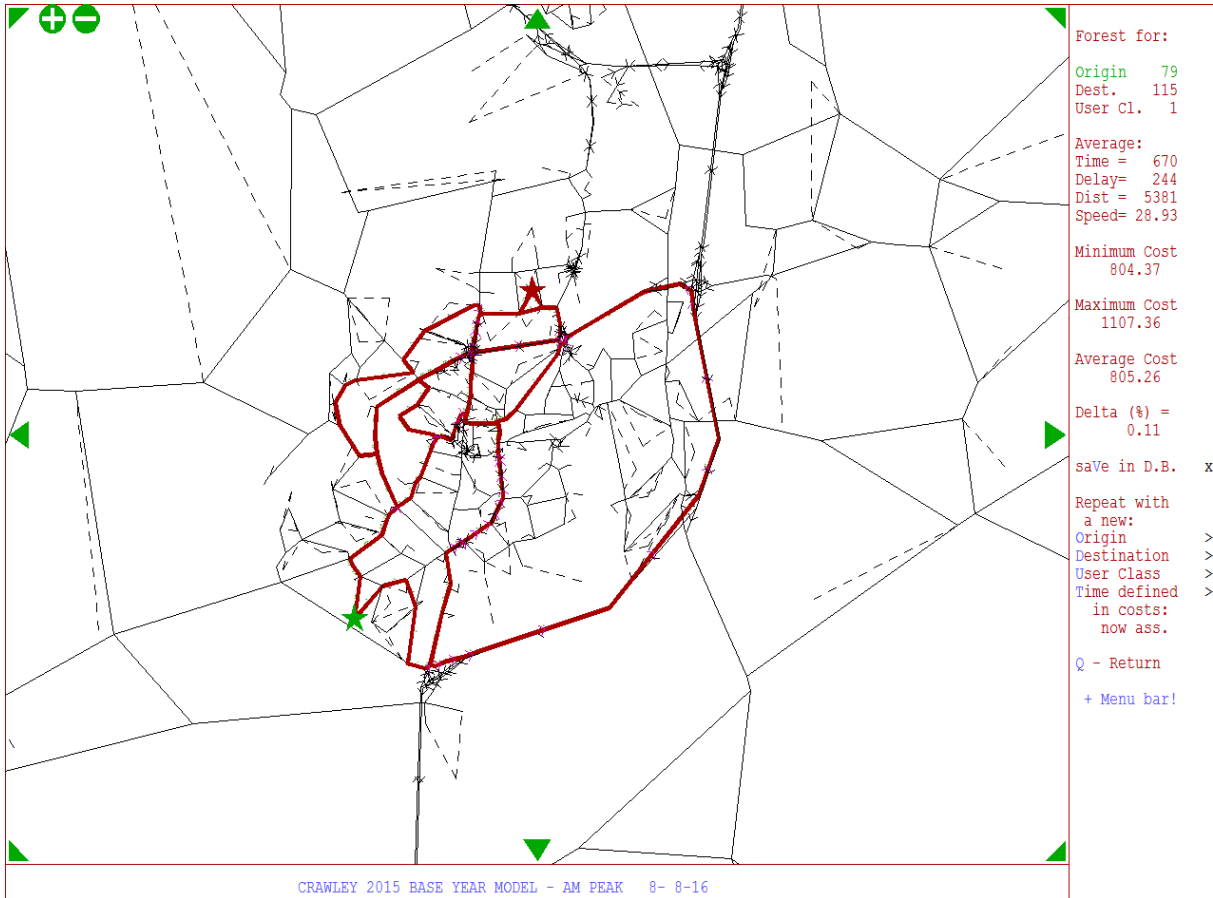 Forest for:
Origin 79
Dest. 115
User Cl. 1
Average:
Time = 670
Delay= 244
Dist = 5381
Speed= 28.93
Minimum Cost
804.37
Maximum Cost
1107.36
Average Cost
805.26
Delta (%) =
0.11
saVe in D.B. x
Repeat with
a new:
Origin >
Destination >
User Class >
Time defined >
in costs:
now ass.
Q - Return
+ Menu bar!
CRAWLEY 2015 BASE YEAR MODEL - AM PEAK 8- 8-16